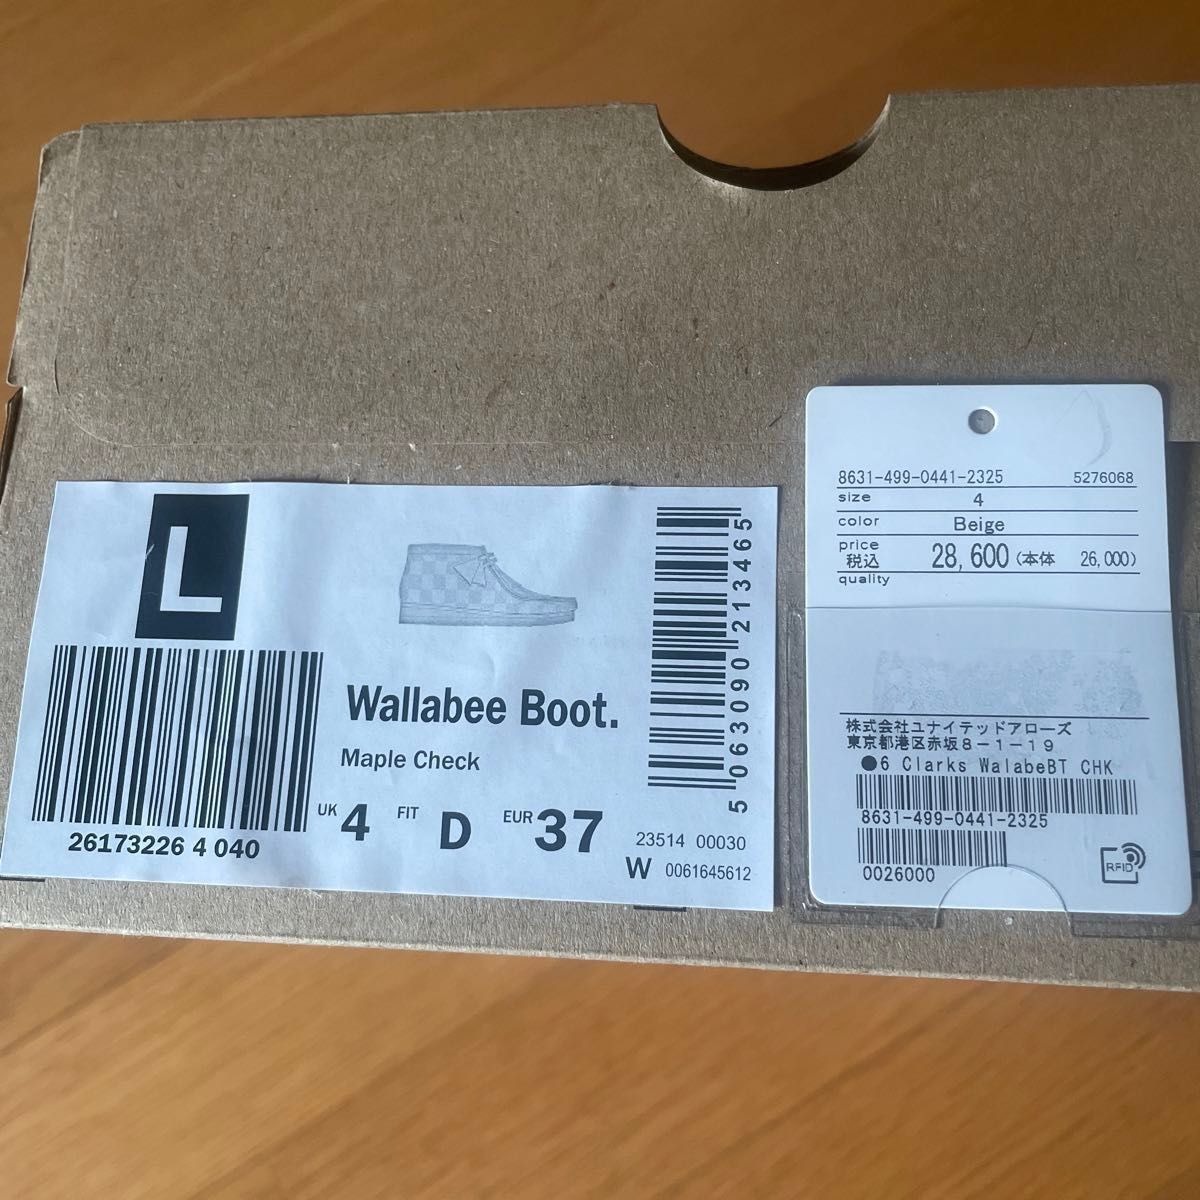 L
Wallabee Boot.
Maple Check
UK 4 FIT D EUR 37
26173226 4 040
5 063090 213465
23514 00030
W 0061645612
8631-499-0441-2325 5276068
size 4
color Beige
price
税込 28,600 (本体 26,000)
quality
株式会社ユナイテッドアローズ
東京都港区赤坂8-1-19
●6 Clarks WalabeBT CHK
8631-499-0441-2325
0026000
RFID